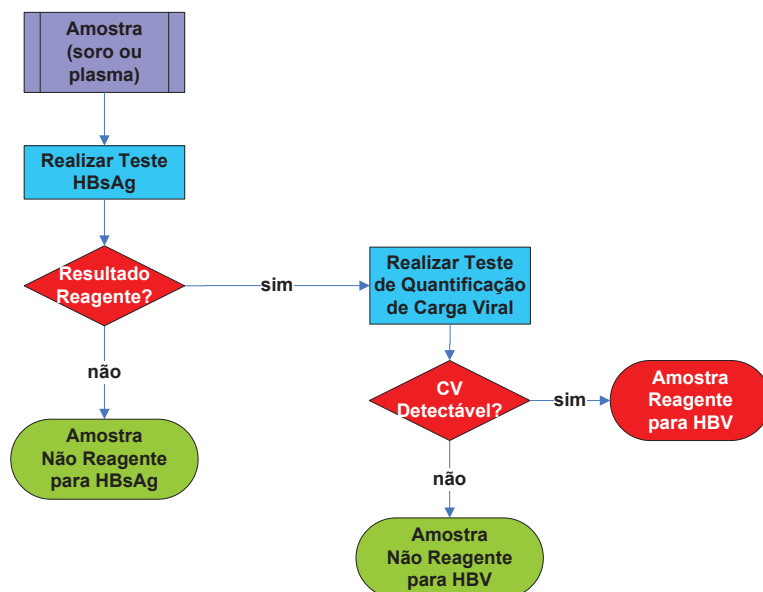 Amostra
(soro ou
plasma)
Realizar Teste
HBsAg
Resultado
Reagente?
sim
Realizar Teste
de Quantificação
de Carga Viral
não
Amostra
Não Reagente
para HBsAg
CV
Detectável?
sim
Amostra
Reagente
para HBV
não
Amostra
Não Reagente
para HBV